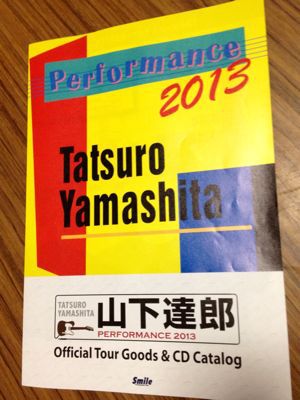 Performance
2013
Tatsuro
Yamashita
TATSURO
YAMASHITA
山下達郎
PERFORMANCE 2013
Official Tour Goods & CD Catalog
Smile